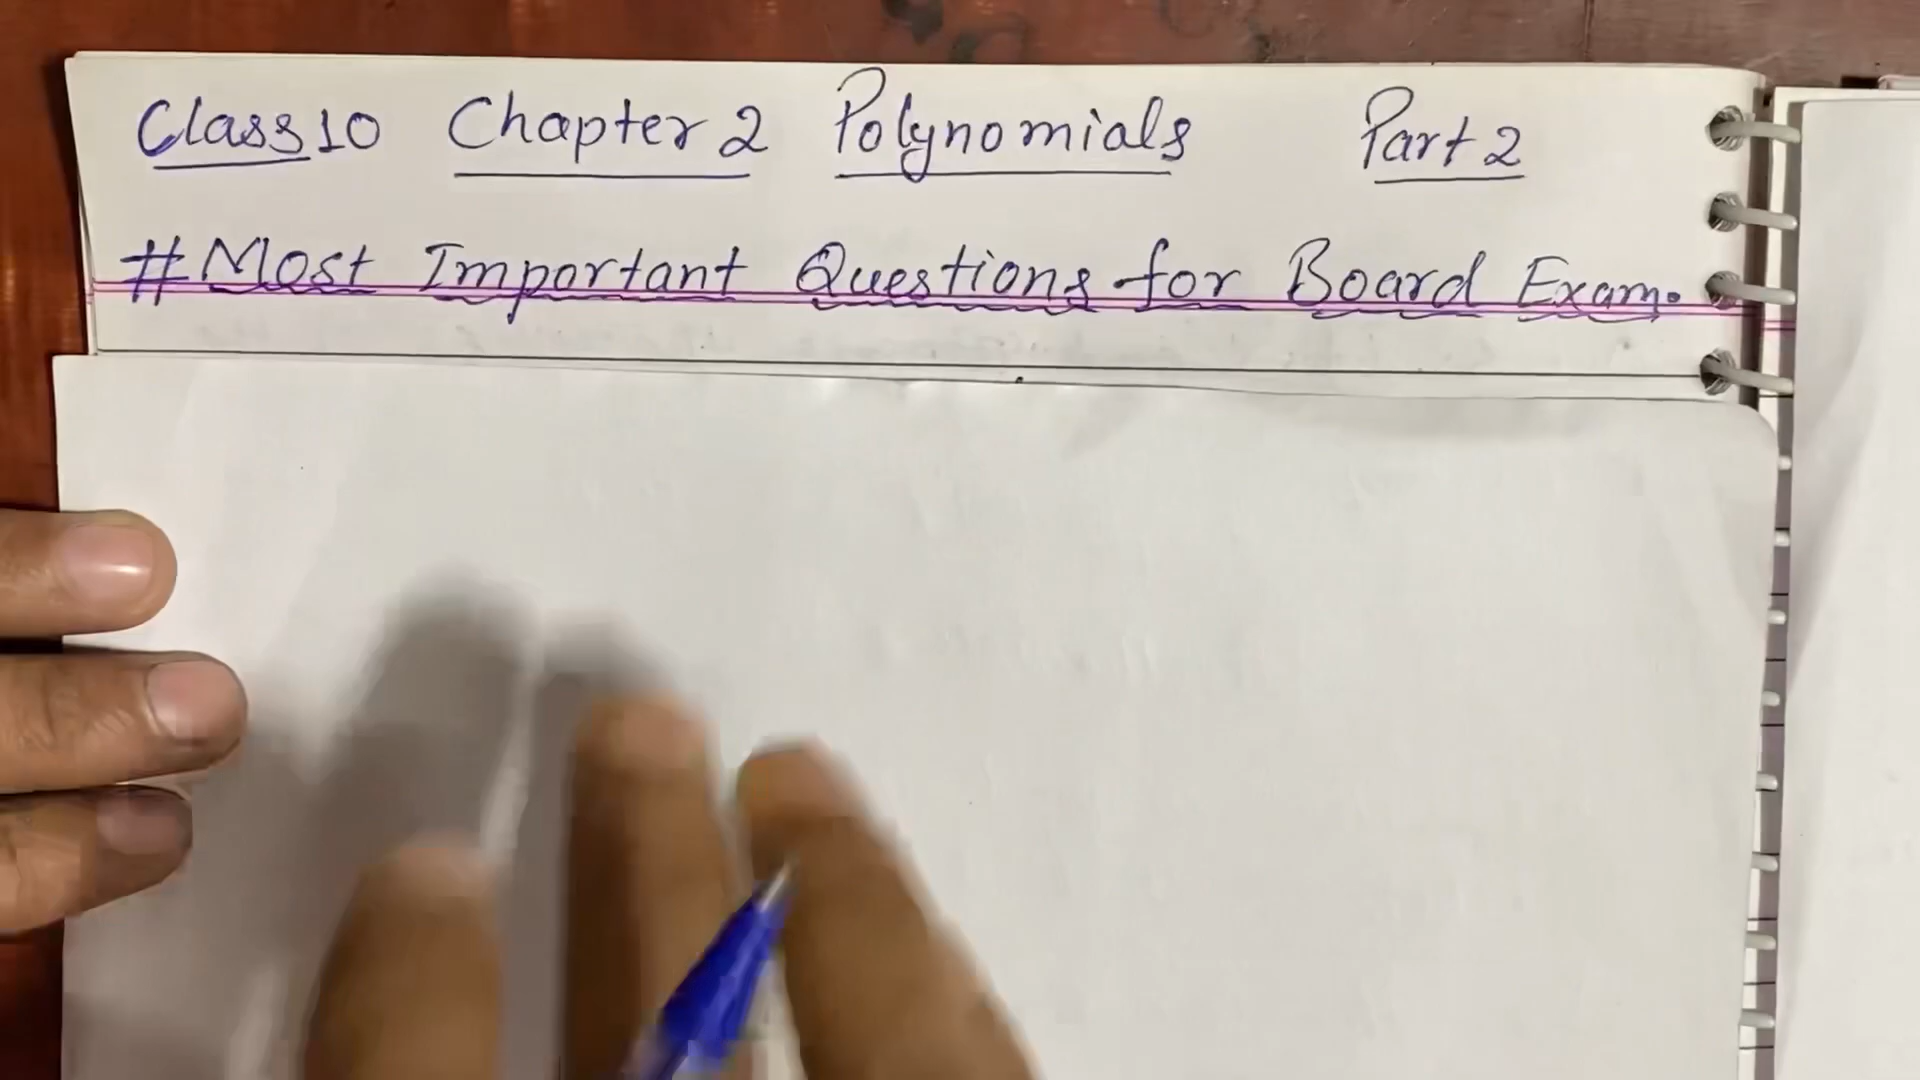 Class 10 Chapter 2 Polynomials Part 2
# Most Important Questions for Board Exam.